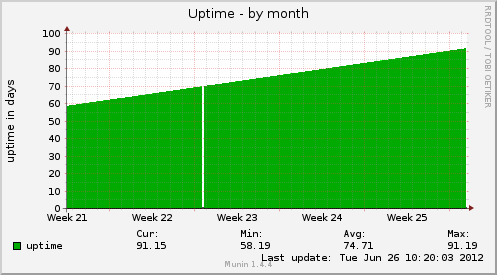 Uptime - by month
RRDTOOL / TOBI OETIKER
uptime in days
100
90
80
70
60
50
40
30
20
10
0
Week 21 Week 22 Week 23 Week 24 Week 25
Cur: Min: Avg: Max:
uptime 91.15 58.19 74.71 91.19
Last update: Tue Jun 26 10:20:03 2012
Munin 1.4.4